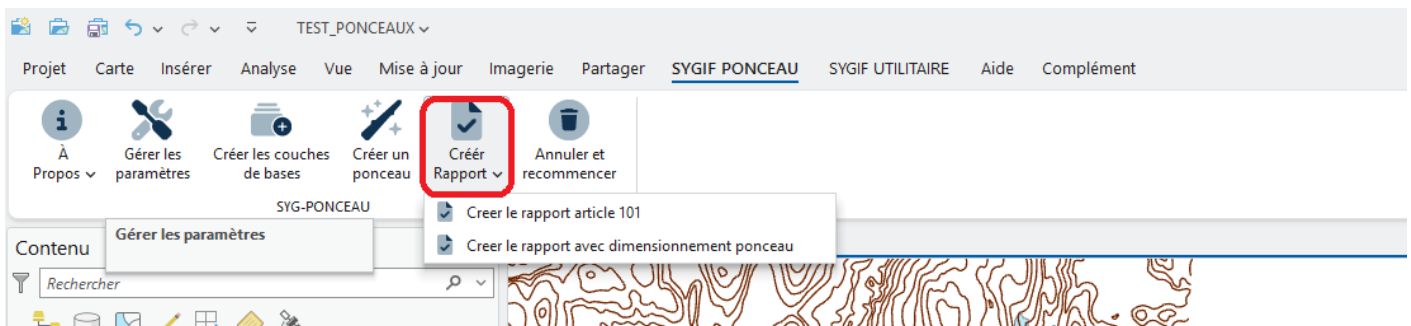 TEST_PONCEAUX
Projet Carte Insérer Analyse Vue Mise à jour Imagerie Partager SYGIF PONCEAU SYGIF UTILITAIRE Aide Complément
À Propos
Gérer les paramètres
Créer les couches de bases
Créer un ponceau
Créér Rapport
Annuler et recommencer
SYG-PONCEAU
Creer le rapport article 101
Creer le rapport avec dimensionnement ponceau
Gérer les paramètres
Contenu
Rechercher